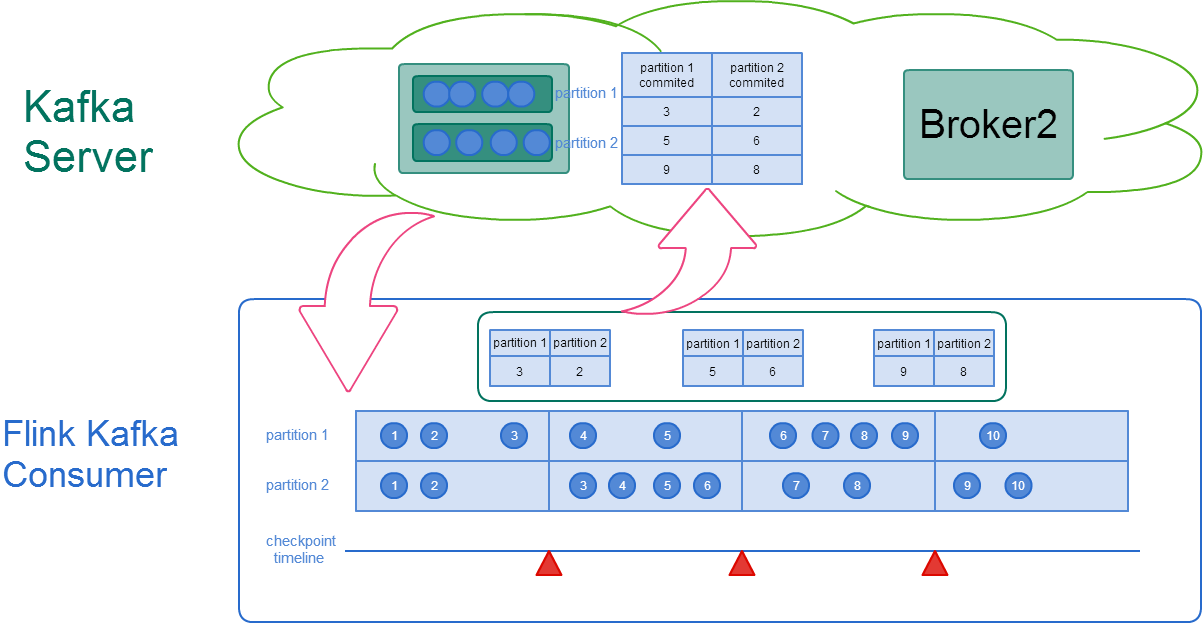 Kafka
Server
partition 1
partition 2
partition 1 partition 2
commited commited
3 2
5 6
9 8
Broker2
partition 1 partition 2
3 2
partition 1 partition 2
5 6
partition 1 partition 2
9 8
Flink Kafka
Consumer
partition 1 1 2 3 4 5 6 7 8 9 10
partition 2 1 2 3 4 5 6 7 8 9 10
checkpoint
timeline